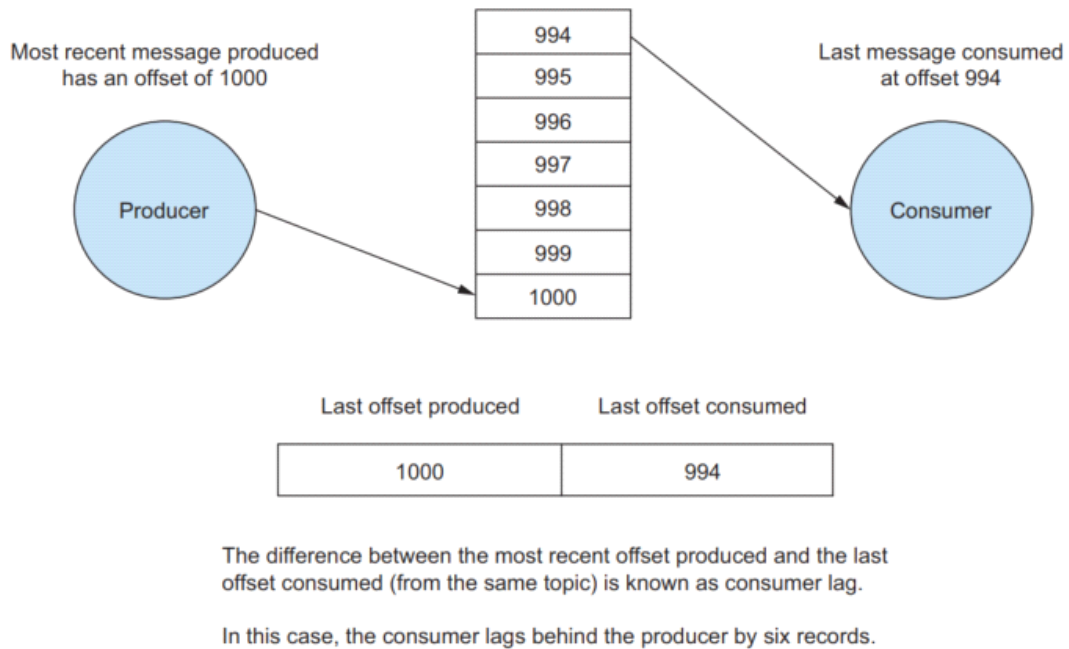 Most recent message produced
has an offset of 1000
994
995
996
997
998
999
1000
Last message consumed
at offset 994
Producer
Consumer
Last offset produced
Last offset consumed
1000
994
The difference between the most recent offset produced and the last
offset consumed (from the same topic) is known as consumer lag.
In this case, the consumer lags behind the producer by six records.